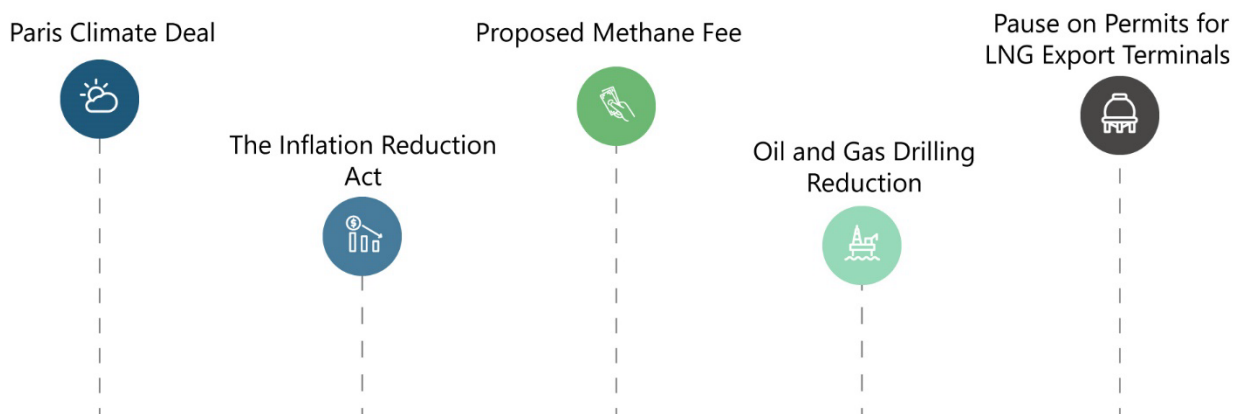 Paris Climate Deal
The Inflation Reduction
Act
Proposed Methane Fee
Oil and Gas Drilling
Reduction
Pause on Permits for
LNG Export Terminals
$